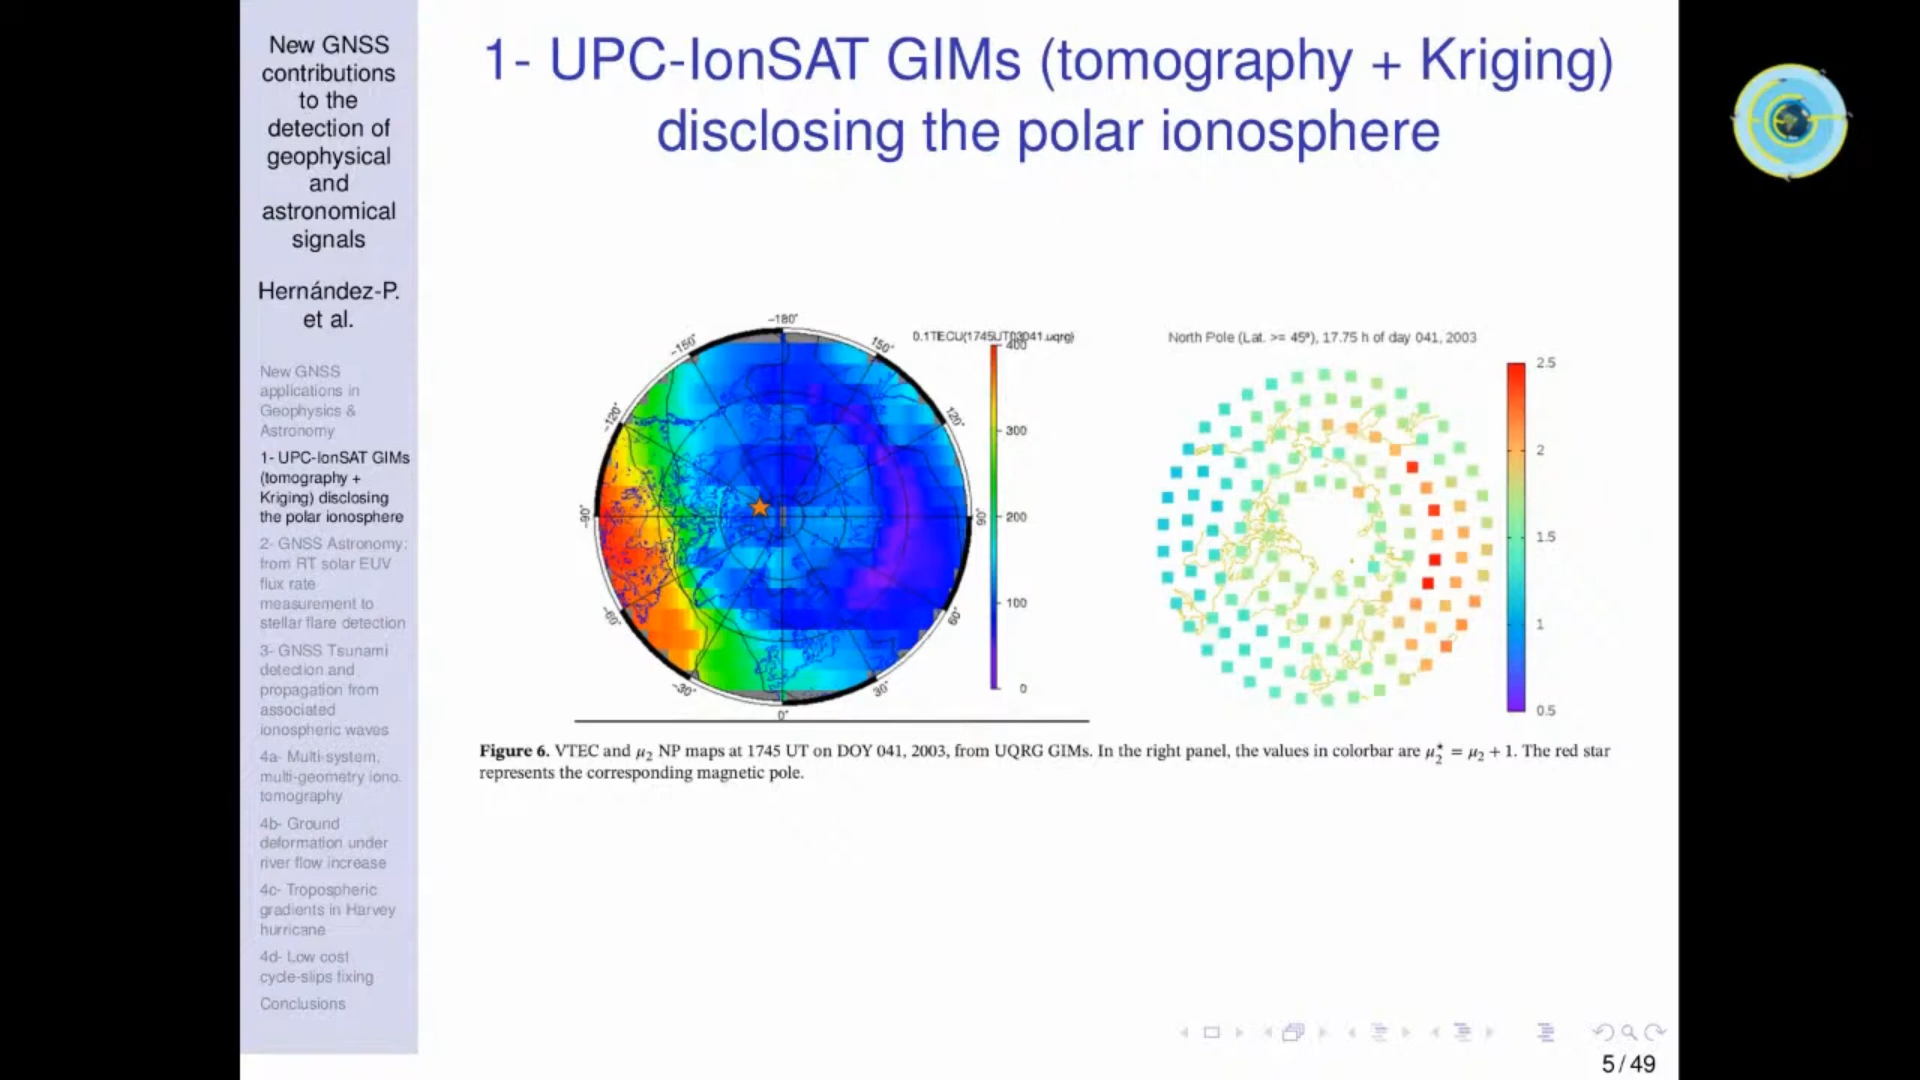 New GNSS
contributions
to the
detection of
geophysical
and
astronomical
signals
Hernández-P.
et al.
New GNSS
applications in
Geophysics &
Astronomy
1- UPC-IonSAT GIMs
(tomography +
Kriging) disclosing
the polar ionosphere
2- GNSS Astronomy:
from RT solar EUV
flux rate
measurement to
stellar flare detection
3- GNSS Tsunami
detection and
propagation from
associated
ionospheric waves
4a- Multi-system,
multi-geometry iono.
tomography
4b- Ground
deformation under
river flow increase
4c- Tropospheric
gradients in Harvey
hurricane
4d- Low cost
cycle-slips fixing
Conclusions
1- UPC-IonSAT GIMs (tomography + Kriging)
disclosing the polar ionosphere
-180°
-150°
150°
-120°
120°
-90°
90°
-60°
60°
-30°
30°
0°
0.1TECU(1745UT03041.uqrg)
400
300
200
100
0
North Pole (Lat. >= 45º), 17.75 h of day 041, 2003
2.5
2
1.5
1
0.5
Figure 6. VTEC and μ₂ NP maps at 1745 UT on DOY 041, 2003, from UQRG GIMs. In the right panel, the values in colorbar are μ₂* = μ₂ + 1. The red star
represents the corresponding magnetic pole.
5 / 49